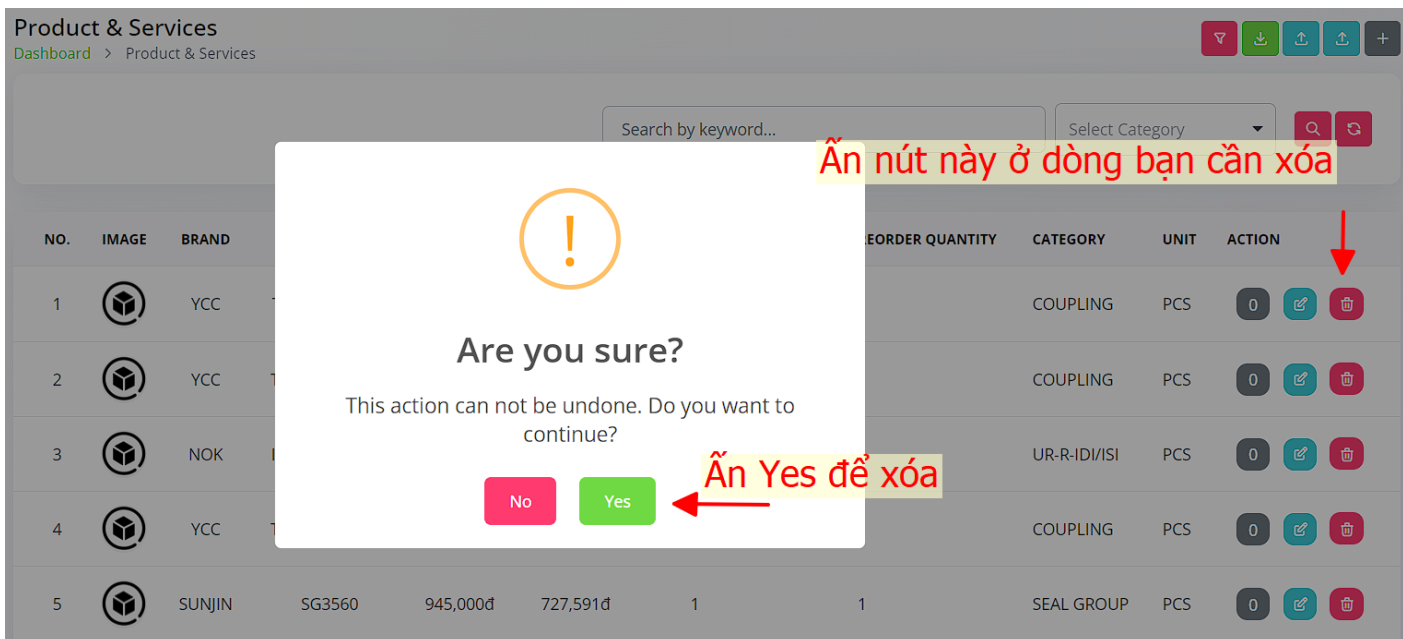 Product & Services
Dashboard > Product & Services
Search by keyword...
Select Category
Ấn nút này ở dòng bạn cần xóa
NO. IMAGE BRAND REORDER QUANTITY CATEGORY UNIT ACTION
1 YCC COUPLING PCS 0
2 YCC COUPLING PCS 0
3 NOK UR-R-IDI/ISI PCS 0
4 YCC COUPLING PCS 0
5 SUNJIN SG3560 945,000đ 727,591đ 1 1 SEAL GROUP PCS 0
!
Are you sure?
This action can not be undone. Do you want to
continue?
No Yes
Ấn Yes để xóa